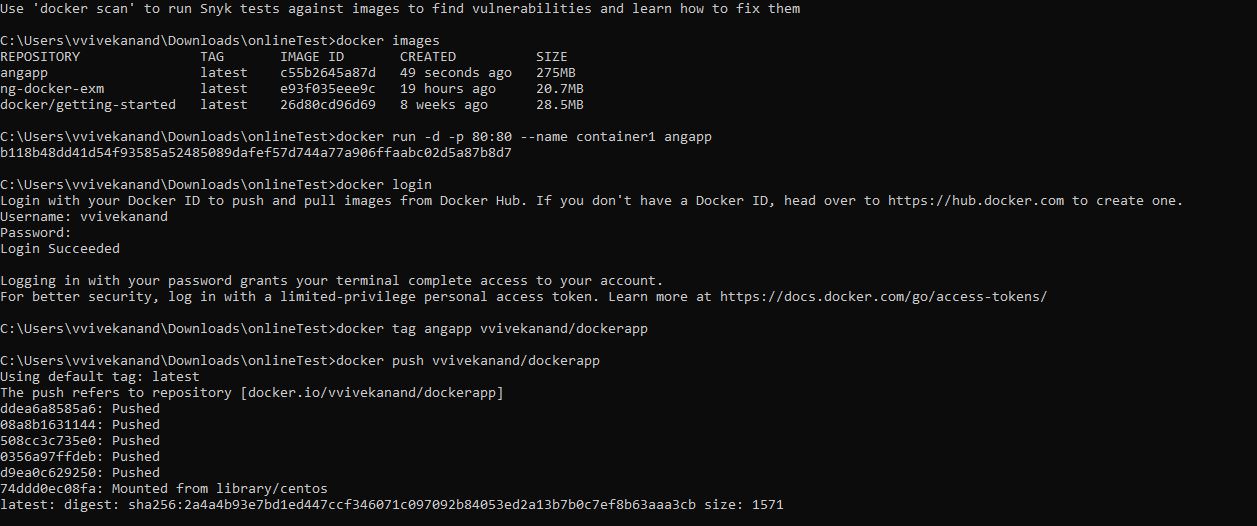 Use 'docker scan' to run Snyk tests against images to find vulnerabilities and learn how to fix them
C:\Users\vvivekanand\Downloads\onlineTest>docker images
REPOSITORY TAG IMAGE ID CREATED SIZE
angapp latest c55b2645a87d 49 seconds ago 275MB
ng-docker-exm latest e93f035eee9c 19 hours ago 20.7MB
docker/getting-started latest 26d80cd96d69 8 weeks ago 28.5MB
C:\Users\vvivekanand\Downloads\onlineTest>docker run -d -p 80:80 --name container1 angapp
b118b48dd41d54f93585a52485089dafef57d744a77a906ffaabc02d5a87b8d7
C:\Users\vvivekanand\Downloads\onlineTest>docker login
Login with your Docker ID to push and pull images from Docker Hub. If you don't have a Docker ID, head over to https://hub.docker.com to create one.
Username: vvivekanand
Password:
Login Succeeded
Logging in with your password grants your terminal complete access to your account.
For better security, log in with a limited-privilege personal access token. Learn more at https://docs.docker.com/go/access-tokens/
C:\Users\vvivekanand\Downloads\onlineTest>docker tag angapp vvivekanand/dockerapp
C:\Users\vvivekanand\Downloads\onlineTest>docker push vvivekanand/dockerapp
Using default tag: latest
The push refers to repository [docker.io/vvivekanand/dockerapp]
ddea6a8585a6: Pushed
08a8b1631144: Pushed
508cc3c735e0: Pushed
0356a97ffdeb: Pushed
d9ea0c629250: Pushed
74ddd0ec08fa: Mounted from library/centos
latest: digest: sha256:2a4a4b93e7bd1ed447ccf346071c097092b84053ed2a13b7b0c7ef8b63aaa3cb size: 1571